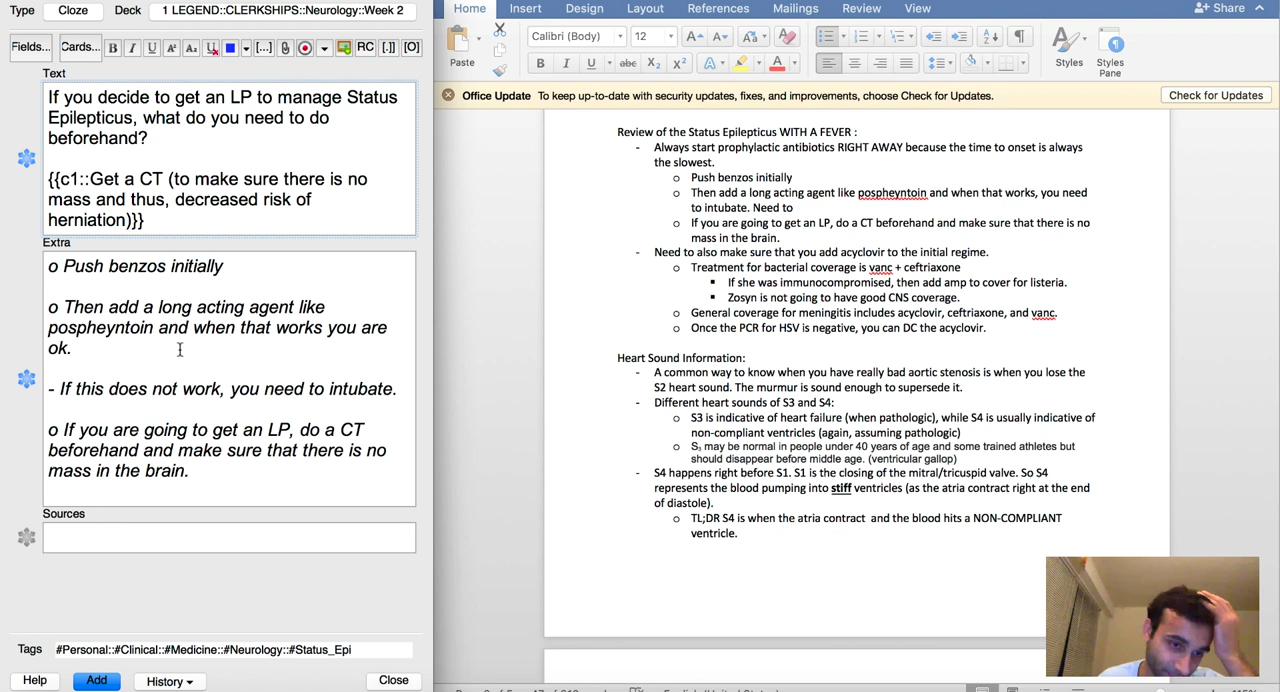 Type Cloze Deck 1 LEGEND::CLERKSHIPS::Neurology::Week 2
Fields... Cards... B I U A² A₂ U [...] RC [.] [O]
Text
If you decide to get an LP to manage Status
Epilepticus, what do you need to do
beforehand?
{{c1::Get a CT (to make sure there is no
mass and thus, decreased risk of
herniation)}}
Extra
o Push benzos initially
o Then add a long acting agent like
pospheyntoin and when that works you are
ok.
- If this does not work, you need to intubate.
o If you are going to get an LP, do a CT
beforehand and make sure that there is no
mass in the brain.
Sources
Tags #Personal::#Clinical::#Medicine::#Neurology::#Status_Epi
Help Add History Close
Home Insert Design Layout References Mailings Review View Share
Paste Calibri (Body) 12 Styles Styles Pane
B I U abc X₂ X² A A
Office Update To keep up-to-date with security updates, fixes, and improvements, choose Check for Updates. Check for Updates
Review of the Status Epilepticus WITH A FEVER :
- Always start prophylactic antibiotics RIGHT AWAY because the time to onset is always
the slowest.
o Push benzos initially
o Then add a long acting agent like pospheyntoin and when that works, you need
to intubate. Need to
o If you are going to get an LP, do a CT beforehand and make sure that there is no
mass in the brain.
- Need to also make sure that you add acyclovir to the initial regime.
o Treatment for bacterial coverage is vanc + ceftriaxone
▪ If she was immunocompromised, then add amp to cover for listeria.
▪ Zosyn is not going to have good CNS coverage.
o General coverage for meningitis includes acyclovir, ceftriaxone, and vanc.
o Once the PCR for HSV is negative, you can DC the acyclovir.
Heart Sound Information:
- A common way to know when you have really bad aortic stenosis is when you lose the
S2 heart sound. The murmur is sound enough to supersede it.
- Different heart sounds of S3 and S4:
o S3 is indicative of heart failure (when pathologic), while S4 is usually indicative of
non-compliant ventricles (again, assuming pathologic)
o S₃ may be normal in people under 40 years of age and some trained athletes but
should disappear before middle age. (ventricular gallop)
- S4 happens right before S1. S1 is the closing of the mitral/tricuspid valve. So S4
represents the blood pumping into stiff ventricles (as the atria contract right at the end
of diastole).
o TL;DR S4 is when the atria contract and the blood hits a NON-COMPLIANT
ventricle.